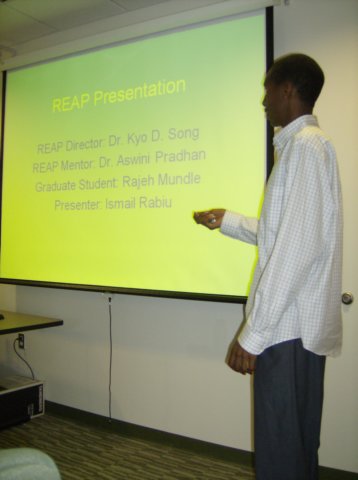 REAP Presentation
REAP Director: Dr. Kyo D. Song
REAP Mentor: Dr. Aswini Pradhan
Graduate Student: Rajeh Mundle
Presenter: Ismail Rabiu